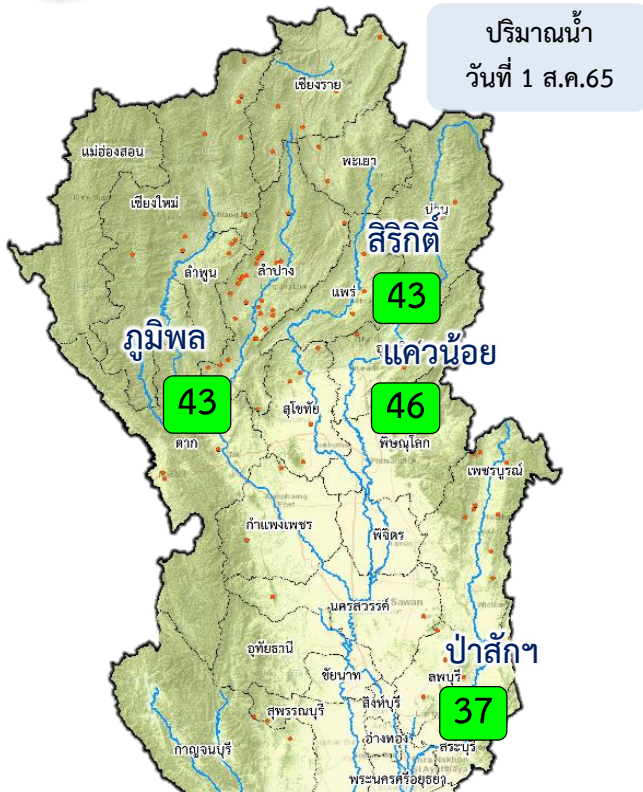 ปริมาณน้ำ
วันที่ 1 ส.ค.65
เชียงราย
แม่ฮ่องสอน
พะเยา
เชียงใหม่
น่าน
สิริกิติ์
ลำพูน
ลำปาง
แพร่
43
ภูมิพล
แควน้อย
43
สุโขทัย
46
ตาก
พิษณุโลก
เพชรบูรณ์
กำแพงเพชร
พิจิตร
นครสวรรค์
Sawan
อุทัยธานี
ป่าสักฯ
ชัยนาท
ลพบุรี
สิงห์บุรี
สุพรรณบุรี
37
อ่างทอง
กาญจนบุรี
สระบุรี
พระนครศรีอยุธยา